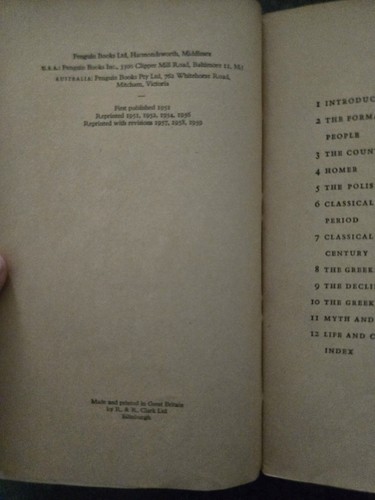 Penguin Books Ltd, Harmondsworth, Middlesex
U.S.A.: Penguin Books Inc., 3300 Clipper Mill Road, Baltimore 11, Md
AUSTRALIA: Penguin Books Pty Ltd, 762 Whitehorse Road,
Mitcham, Victoria
—
First published 1951
Reprinted 1951, 1952, 1954, 1956
Reprinted with revisions 1957, 1958, 1959
Made and printed in Great Britain
by R. & R. Clark Ltd
Edinburgh
1 INTRODUC
2 THE FORMA
PEOPLE
3 THE COUN
4 HOMER
5 THE POLIS
6 CLASSICAL
PERIOD
7 CLASSICAL
CENTURY
8 THE GREEK
9 THE DECLI
10 THE GREEK
11 MYTH AND
12 LIFE AND C
INDEX